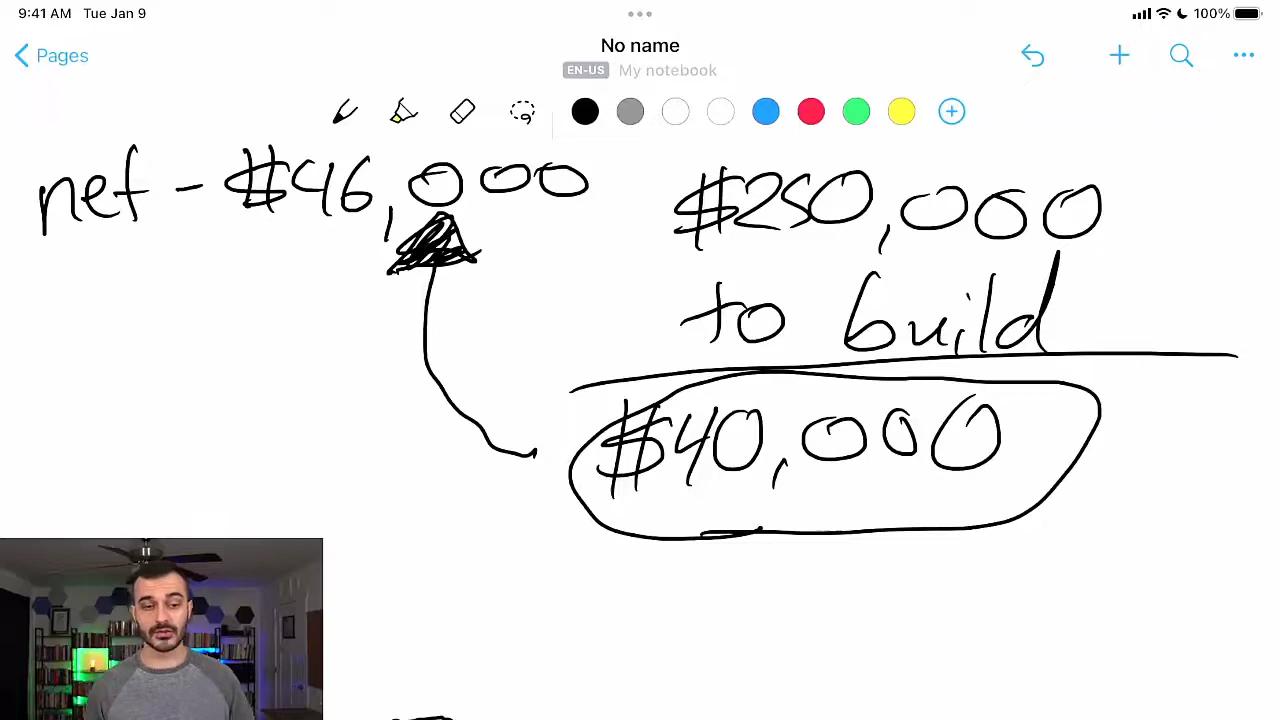 9:41 AM Tue Jan 9
100%
Pages
No name
EN-US My notebook
net - $46,000
$250,000
to build
$40,000